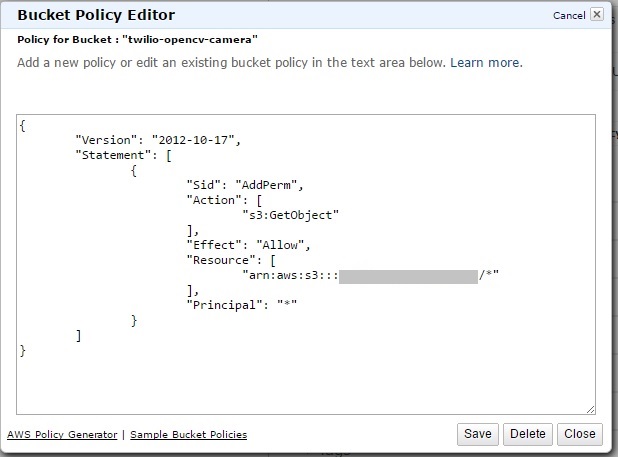 Bucket Policy Editor
Cancel
Policy for Bucket : "twilio-opencv-camera"
Add a new policy or edit an existing bucket policy in the text area below. Learn more.
{
"Version": "2012-10-17",
"Statement": [
{
"Sid": "AddPerm",
"Action": [
"s3:GetObject"
],
"Effect": "Allow",
"Resource": [
"arn:aws:s3::: /*"
],
"Principal": "*"
}
]
}
AWS Policy Generator | Sample Bucket Policies
Save Delete Close